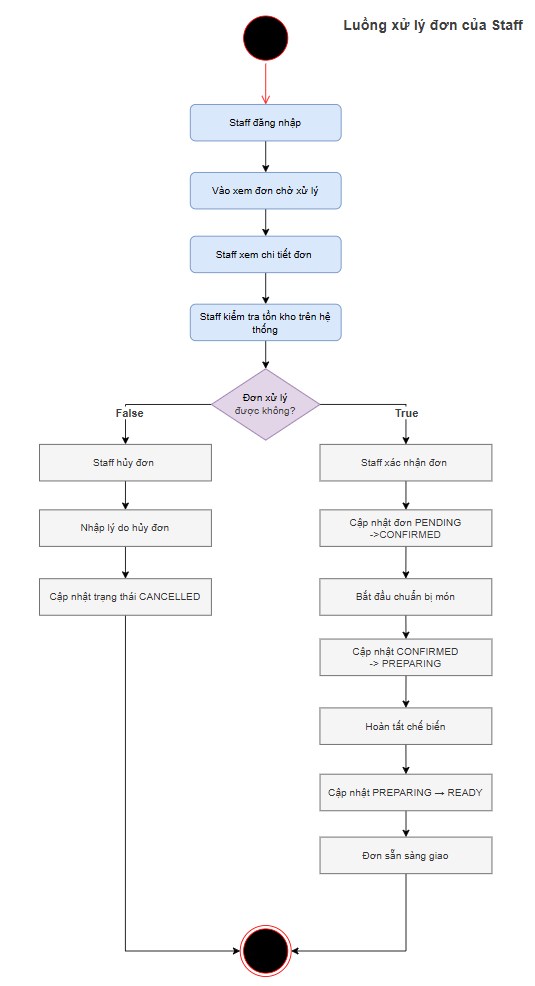 Luồng xử lý đơn của Staff
Staff đăng nhập
Vào xem đơn chờ xử lý
Staff xem chi tiết đơn
Staff kiểm tra tồn kho trên hệ
thống
Đơn xử lý
được không?
False
True
Staff hủy đơn
Nhập lý do hủy đơn
Cập nhật trạng thái CANCELLED
Staff xác nhận đơn
Cập nhật đơn PENDING
->CONFIRMED
Bắt đầu chuẩn bị món
Cập nhật CONFIRMED
-> PREPARING
Hoàn tất chế biến
Cập nhật PREPARING → READY
Đơn sẵn sàng giao